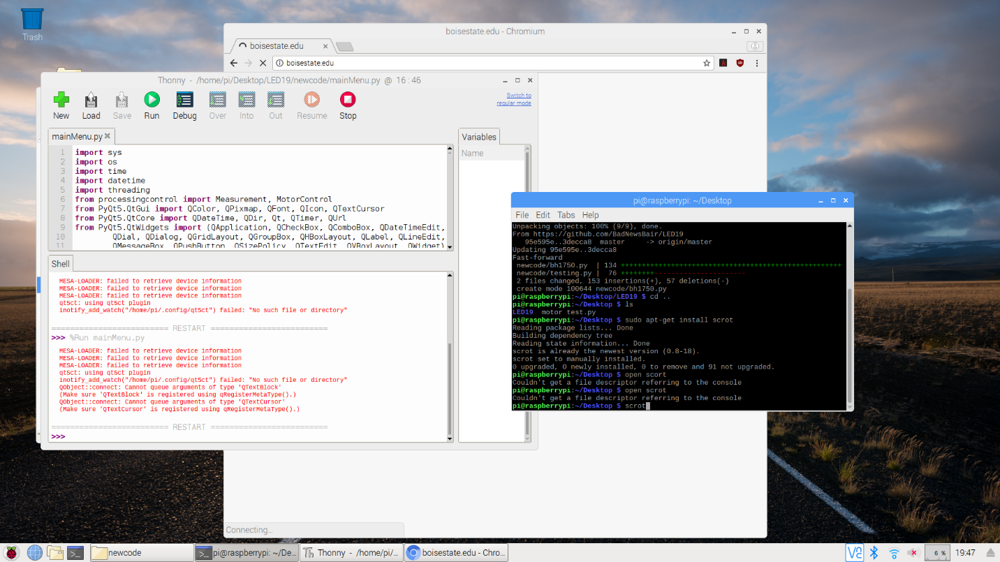 Trash
boisestate.edu - Chromium
boisestate.edu
boisestate.edu
Thonny - /home/pi/Desktop/LED19/newcode/mainMenu.py @ 16 : 46
New Load Save Run Debug Over Into Out Resume Stop
Switch to
regular mode
mainMenu.py
1 import sys
2 import os
3 import time
4 import datetime
5 import threading
6 from processingcontrol import Measurement, MotorControl
7 from PyQt5.QtGui import QColor, QPixmap, QFont, QIcon, QTextCursor
8 from PyQt5.QtCore import QDateTime, QDir, Qt, QTimer, QUrl
9 from PyQt5.QtWidgets import (QApplication, QCheckBox, QComboBox, QDateTimeEdit,
10 QDial, QDialog, QGridLayout, QGroupBox, QHBoxLayout, QLabel, QLineEdit,
11 QMessageBox, QPushButton, QSizePolicy, QTextEdit, QVBoxLayout, QWidget)
Variables
Name
Shell
MESA-LOADER: failed to retrieve device information
MESA-LOADER: failed to retrieve device information
MESA-LOADER: failed to retrieve device information
qt5ct: using qt5ct plugin
inotify_add_watch("/home/pi/.config/qt5ct") failed: "No such file or directory"
========================= RESTART =========================
>>> %Run mainMenu.py
MESA-LOADER: failed to retrieve device information
MESA-LOADER: failed to retrieve device information
MESA-LOADER: failed to retrieve device information
qt5ct: using qt5ct plugin
inotify_add_watch("/home/pi/.config/qt5ct") failed: "No such file or directory"
QObject::connect: Cannot queue arguments of type 'QTextBlock'
(Make sure 'QTextBlock' is registered using qRegisterMetaType().)
QObject::connect: Cannot queue arguments of type 'QTextCursor'
(Make sure 'QTextCursor' is registered using qRegisterMetaType().)
========================= RESTART =========================
>>>
pi@raspberrypi: ~/Desktop
File Edit Tabs Help
Unpacking objects: 100% (9/9), done.
From https://github.com/BadNewsBair/LED19
95e595e..3decca8 master -> origin/master
Updating 95e595e..3decca8
Fast-forward
newcode/bh1750.py | 134 +++++++++++++++++++++++++++++++++++++++++++++++++++++
newcode/testing.py | 76 ++++++++----------------------
2 files changed, 153 insertions(+), 57 deletions(-)
create mode 100644 newcode/bh1750.py
pi@raspberrypi:~/Desktop/LED19 $ cd ..
pi@raspberrypi:~/Desktop $ ls
LED19 motor test.py
pi@raspberrypi:~/Desktop $ sudo apt-get install scrot
Reading package lists... Done
Building dependency tree
Reading state information... Done
scrot is already the newest version (0.8-18).
scrot set to manually installed.
0 upgraded, 0 newly installed, 0 to remove and 91 not upgraded.
pi@raspberrypi:~/Desktop $ open scort
Couldn't get a file descriptor referring to the console
pi@raspberrypi:~/Desktop $ open scrot
Couldn't get a file descriptor referring to the console
pi@raspberrypi:~/Desktop $ scrot
Connecting...
newcode
pi@raspberrypi: ~/De...
Thonny - /home/pi/...
boisestate.edu - Chro...
6 %
19:47